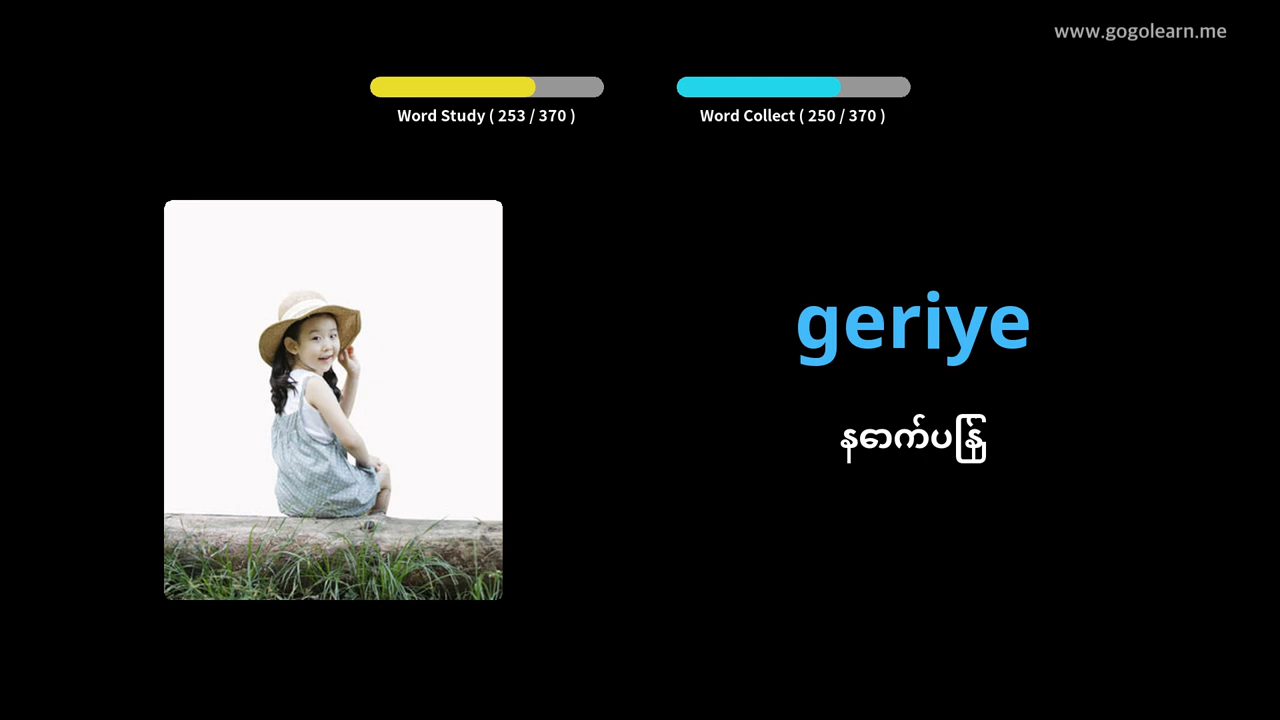 www.gogolearn.me
Word Study ( 253 / 370 )
Word Collect ( 250 / 370 )
geriye
နောက်ပြန်